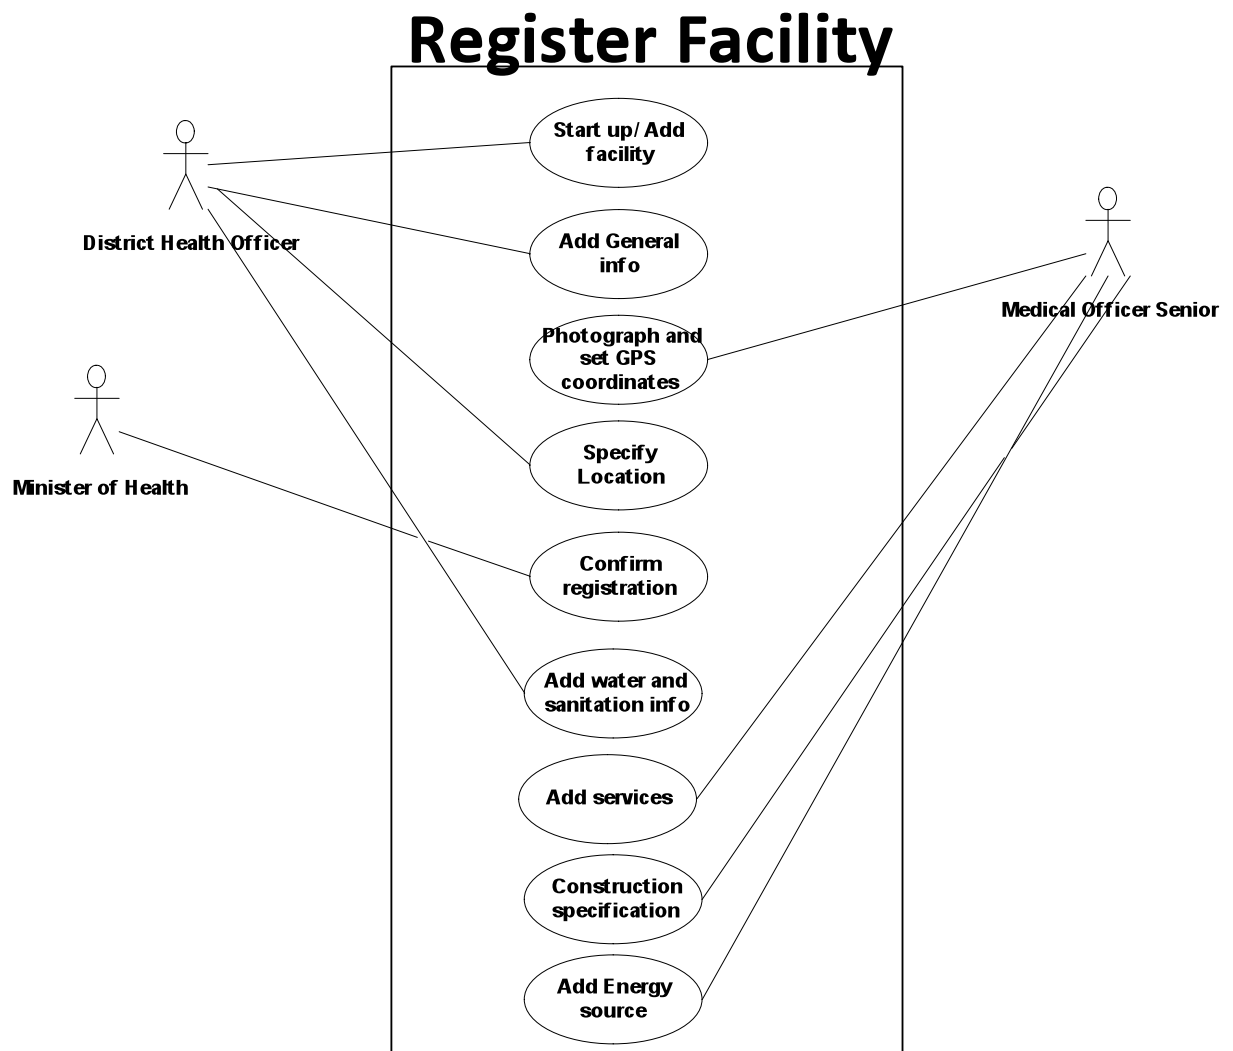 Register Facility
Start up/ Add
facility
District Health Officer
Add General
info
Medical Officer Senior
Photograph and
set GPS
coordinates
Specify
Location
Minister of Health
Confirm
registration
Add water and
sanitation info
Add services
Construction
specification
Add Energy
source